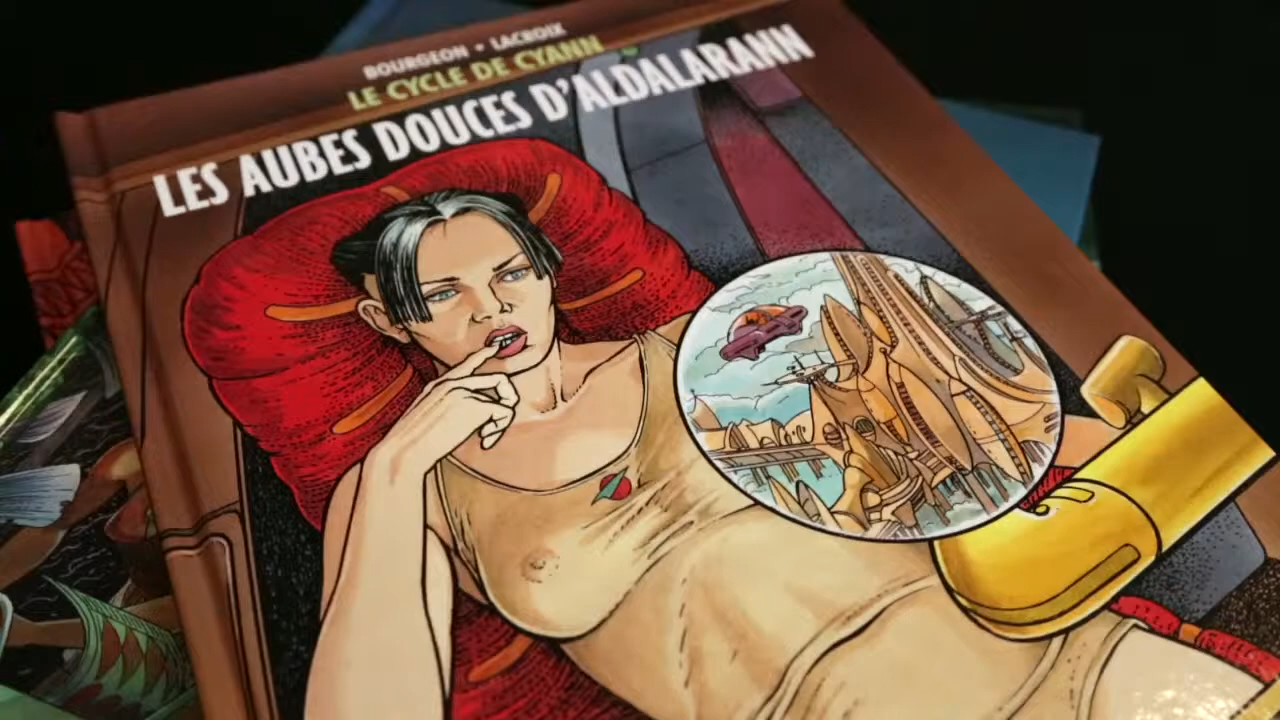 BOURGEON • LACROIX
LE CYCLE DE CYANN
LES AUBES DOUCES D'ALDALARANN